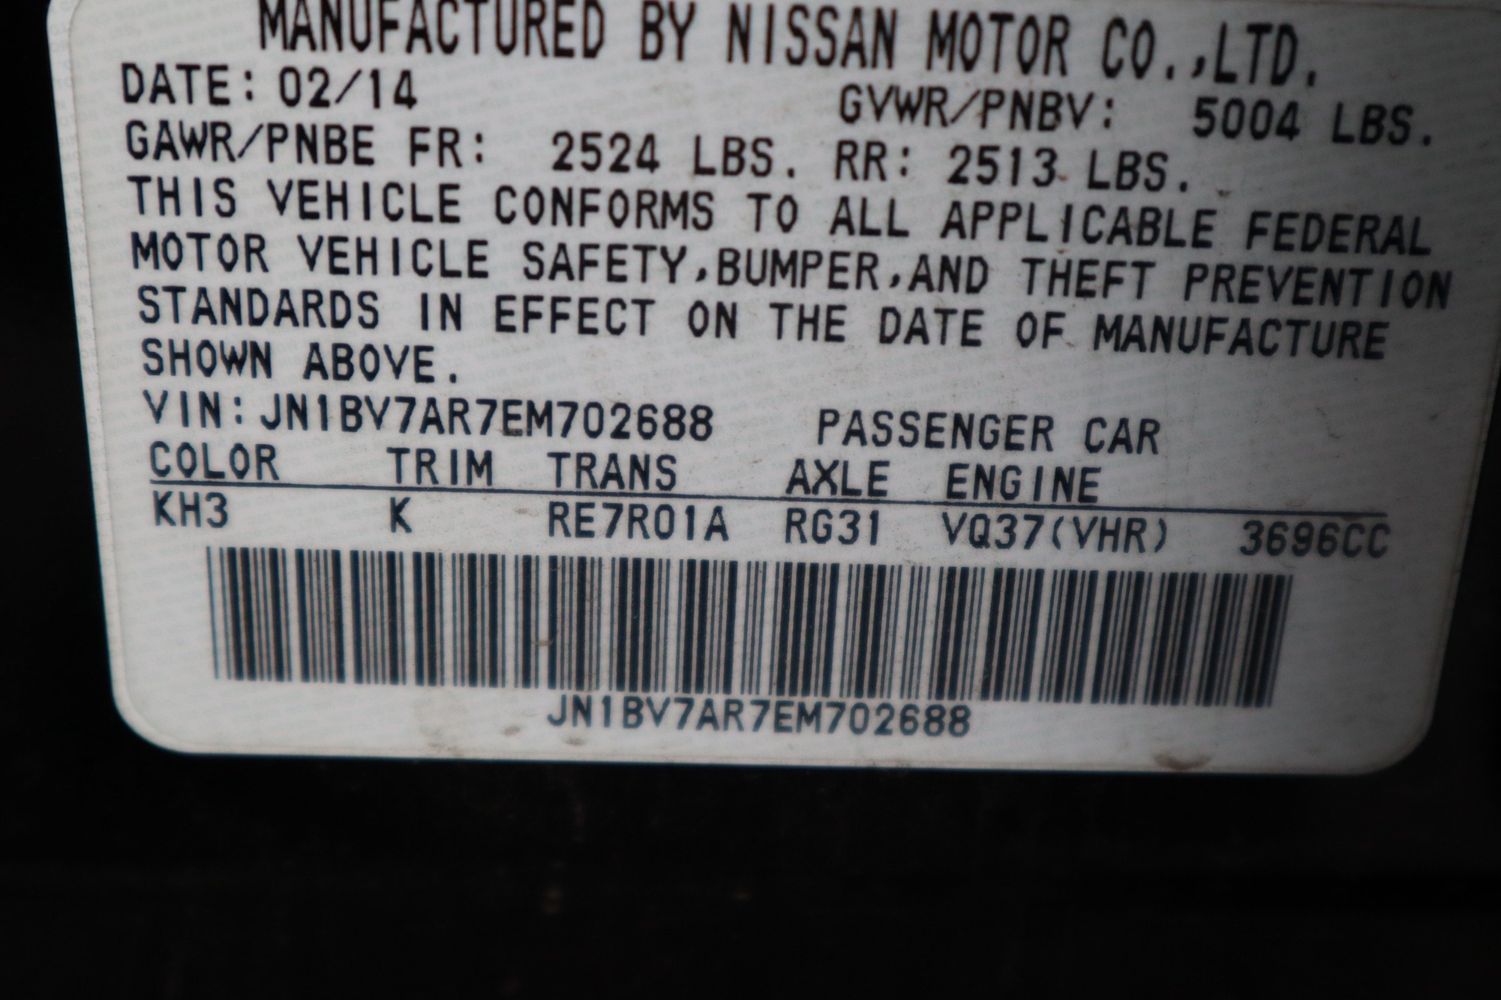 MANUFACTURED BY NISSAN MOTOR CO.,LTD.
DATE: 02/14 GVWR/PNBV: 5004 LBS.
GAWR/PNBE FR: 2524 LBS. RR: 2513 LBS.
THIS VEHICLE CONFORMS TO ALL APPLICABLE FEDERAL
MOTOR VEHICLE SAFETY,BUMPER,AND THEFT PREVENTION
STANDARDS IN EFFECT ON THE DATE OF MANUFACTURE
SHOWN ABOVE.
VIN: JN1BV7AR7EM702688 PASSENGER CAR
COLOR TRIM TRANS AXLE ENGINE
KH3 K RE7R01A RG31 VQ37(VHR) 3696CC
JN1BV7AR7EM702688